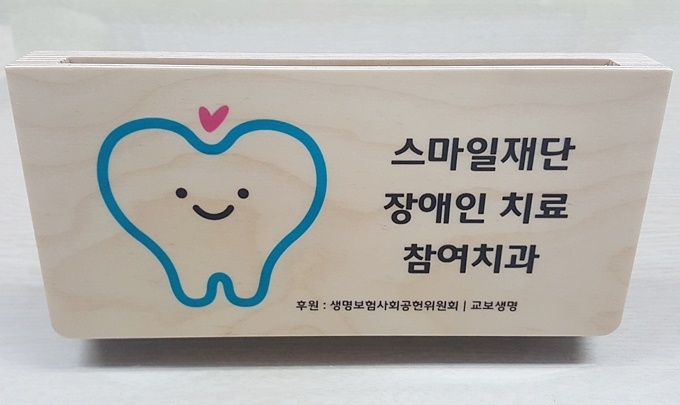 스마일재단
장애인 치료
참여치과
후원 : 생명보험사회공헌위원회 | 교보생명